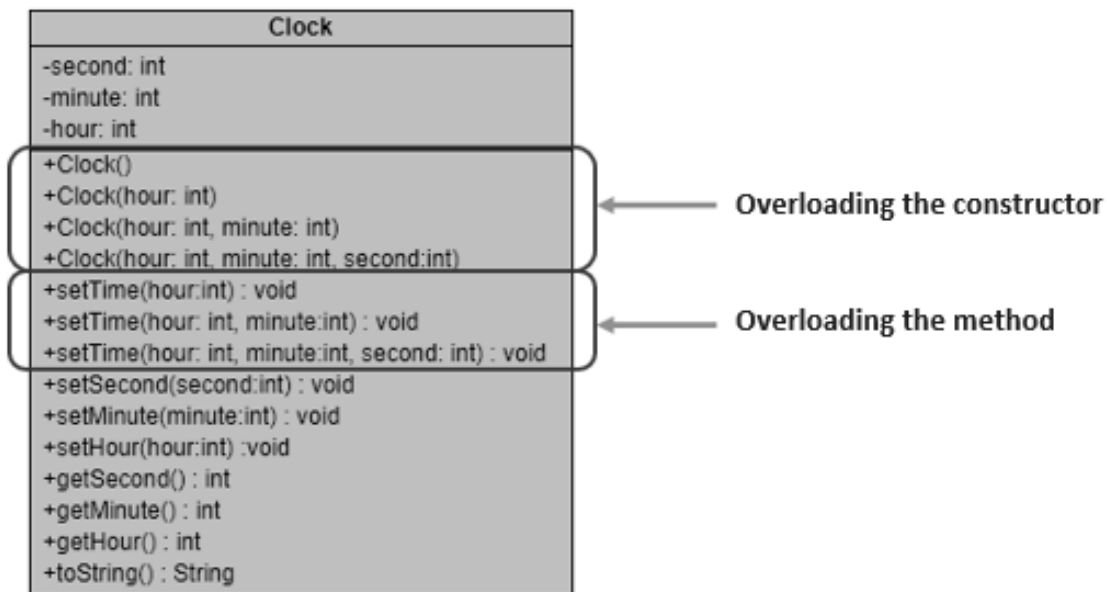 Clock
-second: int
-minute: int
-hour: int
+Clock()
+Clock(hour: int)
+Clock(hour: int, minute: int)
+Clock(hour: int, minute: int, second:int)
Overloading the constructor
+setTime(hour:int) : void
+setTime(hour: int, minute:int) : void
+setTime(hour: int, minute:int, second: int) : void
Overloading the method
+setSecond(second:int) : void
+setMinute(minute:int) : void
+setHour(hour:int) :void
+getSecond() : int
+getMinute() : int
+getHour() : int
+toString() : String